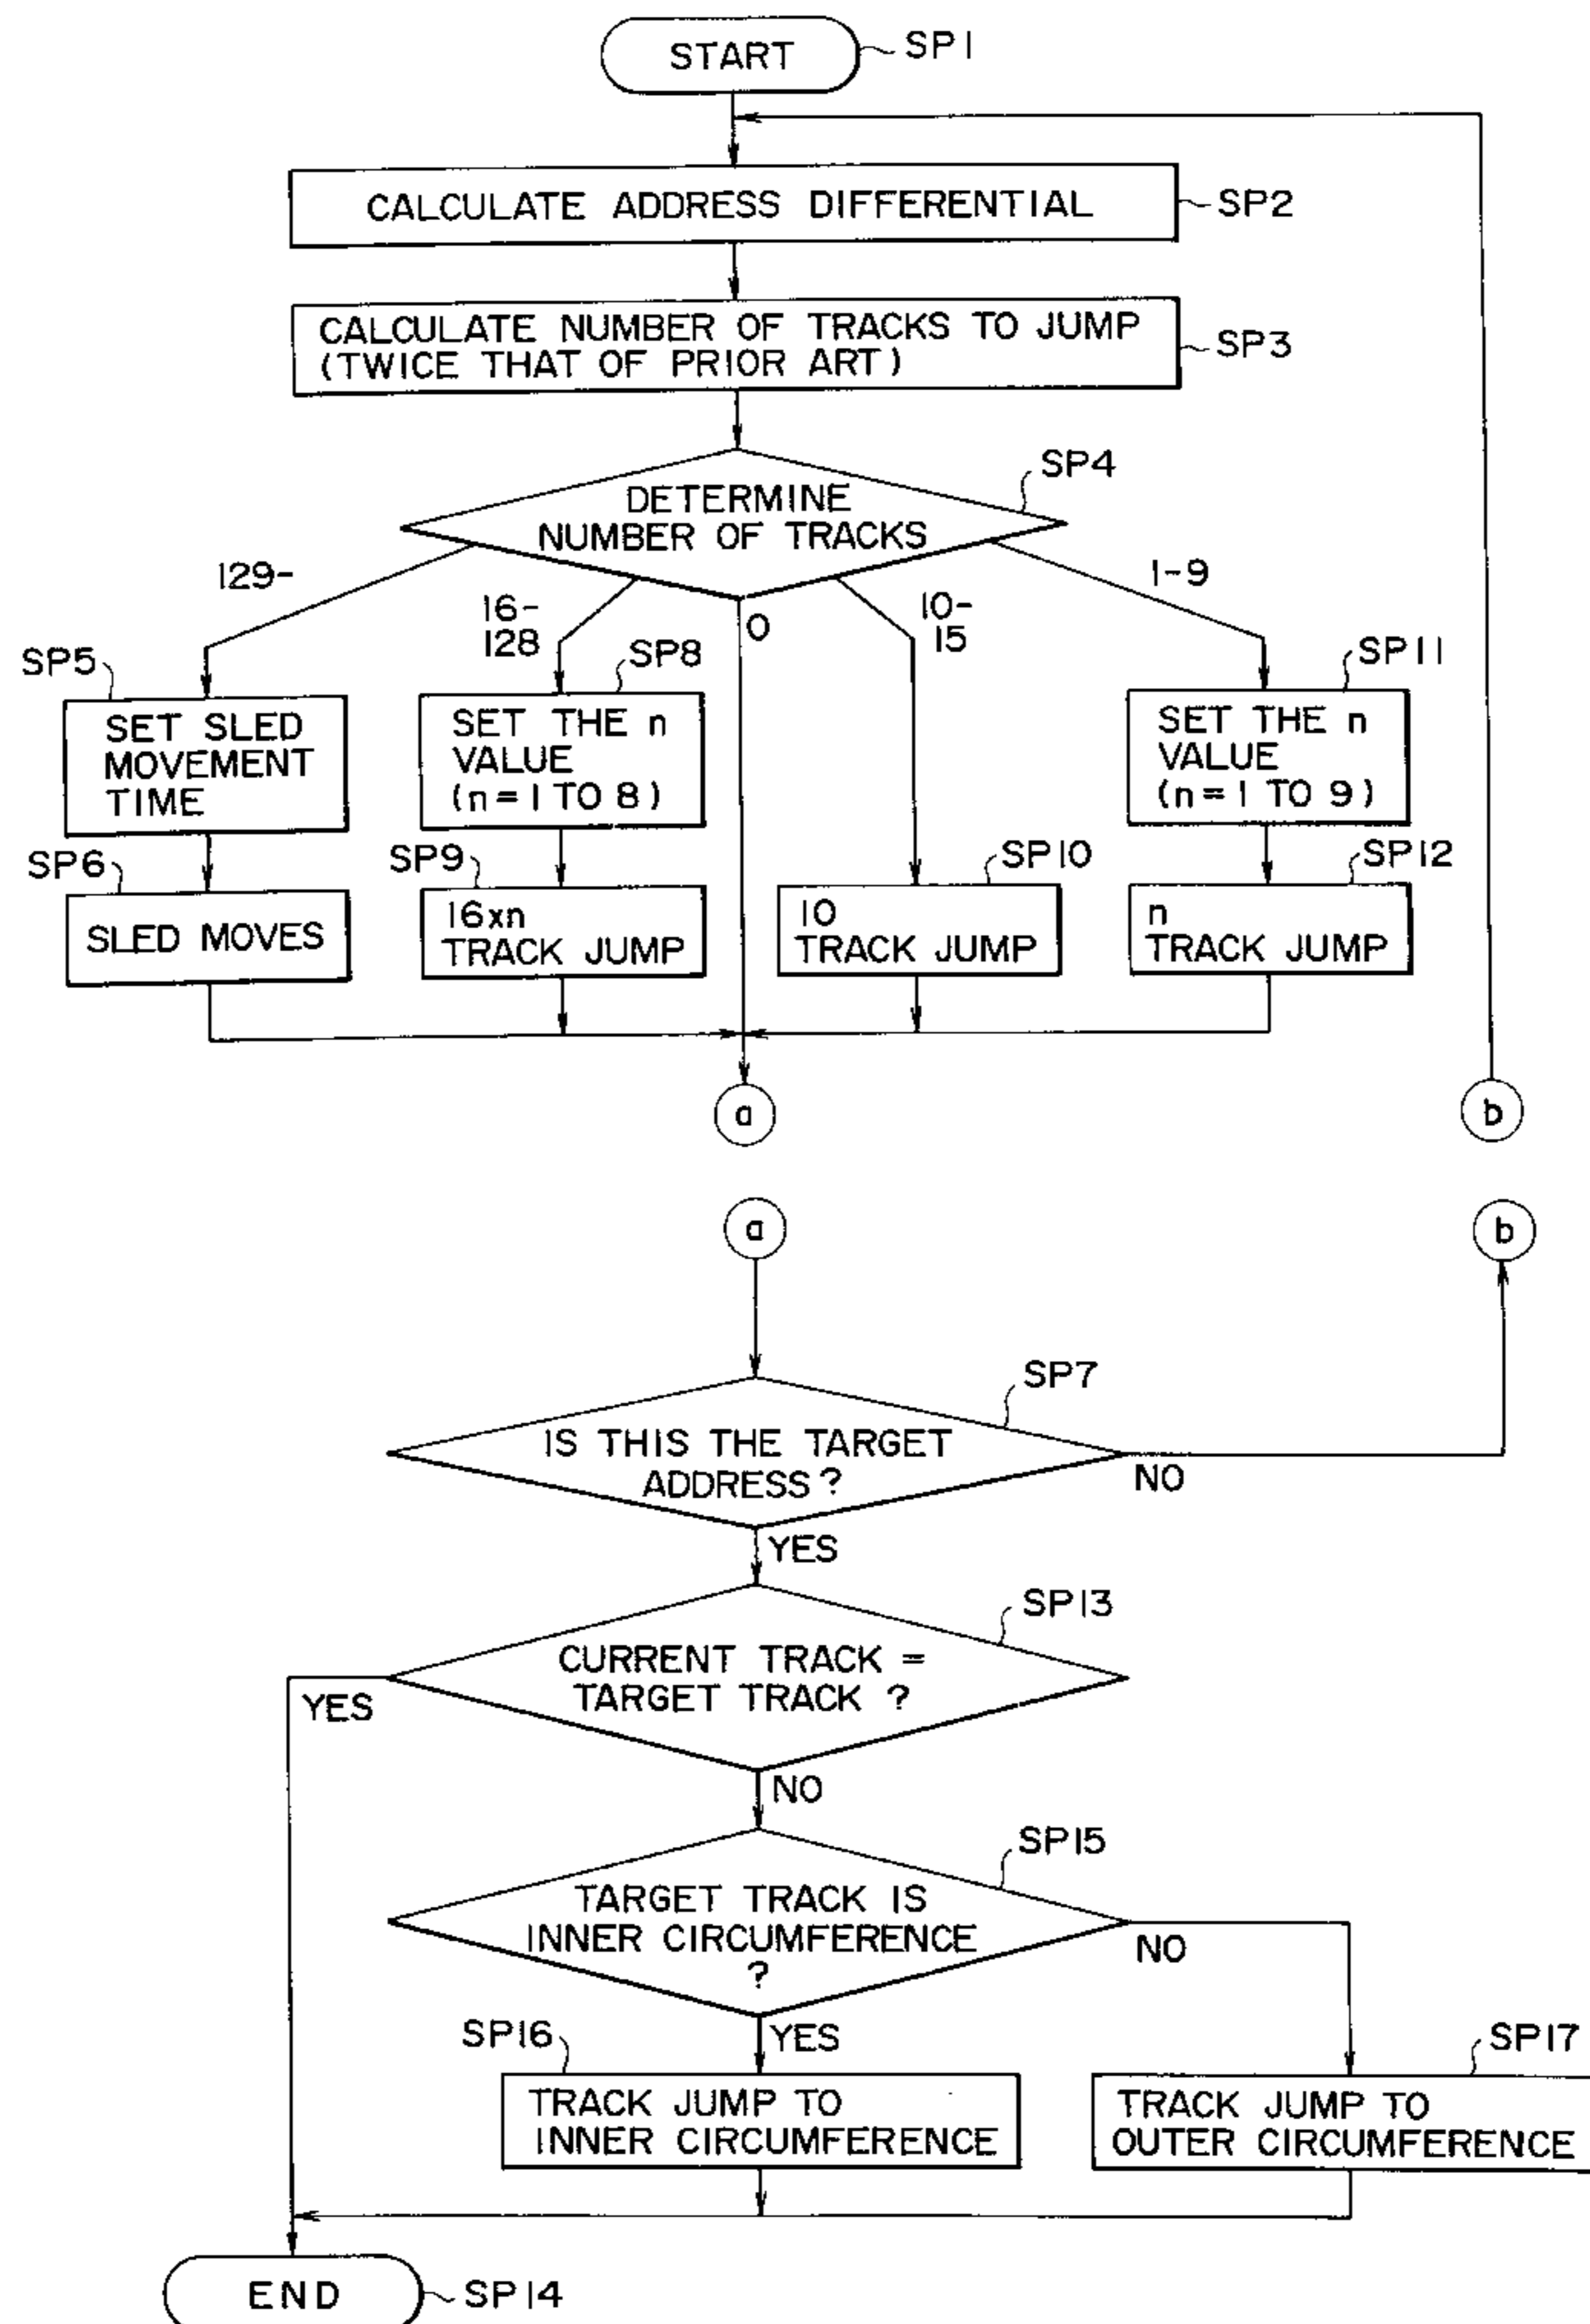 START
SP1
CALCULATE ADDRESS DIFFERENTIAL
SP2
CALCULATE NUMBER OF TRACKS TO JUMP
(TWICE THAT OF PRIOR ART)
SP3
SP4
DETERMINE
NUMBER OF TRACKS
129-
16-
128
0
10-
15
1-9
SP5
SET SLED
MOVEMENT
TIME
SP8
SET THE n
VALUE
(n=1 TO 8)
SP11
SET THE n
VALUE
(n=1 TO 9)
SP6
SLED MOVES
SP9
16xn
TRACK JUMP
SP10
10
TRACK JUMP
SP12
n
TRACK JUMP
a
b
a
b
SP7
IS THIS THE TARGET
ADDRESS?
NO
YES
SP13
CURRENT TRACK =
TARGET TRACK ?
YES
NO
SP15
TARGET TRACK IS
INNER CIRCUMFERENCE
?
NO
YES
SP16
TRACK JUMP TO
INNER CIRCUMFERENCE
SP17
TRACK JUMP TO
OUTER CIRCUMFERENCE
END
SP14